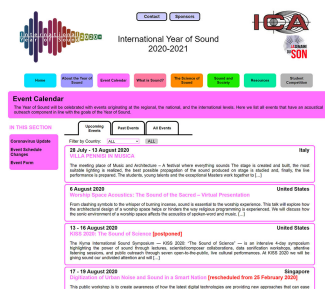 Contact
Sponsors
International Year of Sound
2020-2021
ICA
SON
Home
About the Year of Sound
Event Calendar
What is Sound?
The Science of Sound
Sound and Society
Resources
Student Competition
Event Calendar
The Year of Sound will be celebrated with events originating at the regional, the national, and the international levels. Here we list all events that have an
outreach component in line with the goals of the Year of Sound.
IN THIS SECTION:
Coronavirus Update
Event Schedule Changes
Event Form
Upcoming Events
Past Events
All Events
Filter by Country:
ALL
ALL
28 July - 13 August 2020
Italy
VILLA PENNISI IN MUSICA
The meeting place of Music and Architecture – A festival where everything sounds The stage is created and built, the most
suitable lighting is realized, the best possible propagation of the sound produced on stage is studied and, finally, the live
performance is prepared. The students, young talents and the exceptional Masters work together to [...]
6 August 2020
United States
Worship Space Acoustics: The Sound of the Sacred – Virtual Presentation
From clashing symbols to the whisper of burning incense, sound is essential to the worship experience. This talk will explore how
the architectural design of a worship space helps or hinders the very religious programming is experienced. We will discuss how
the sonic environment of a worship space affects the acoustics of spoken-word and music, [...]
13 - 16 August 2020
United States
KISS 2020: The Sound of Science [postponed]
The Kyma International Sound Symposium — KISS 2020: "The Sound of Science" – is an intensive 4-day symposium
highlighting the power of sound through lectures, scientist/composer collaborations, data sonification workshops, attentive
listening sessions, and public outreach through seven open-to-the-public, live cultural performances. At KISS 2020 we will be
giving sound our undivided attention and will [...]
17 - 19 August 2020
Singapore
Digitization of Urban Noise and Sound in a Smart Nation [rescheduled from 25 February 2020]
This public workshop is to create awareness of how the latest digital technologies are providing new approaches that can ease